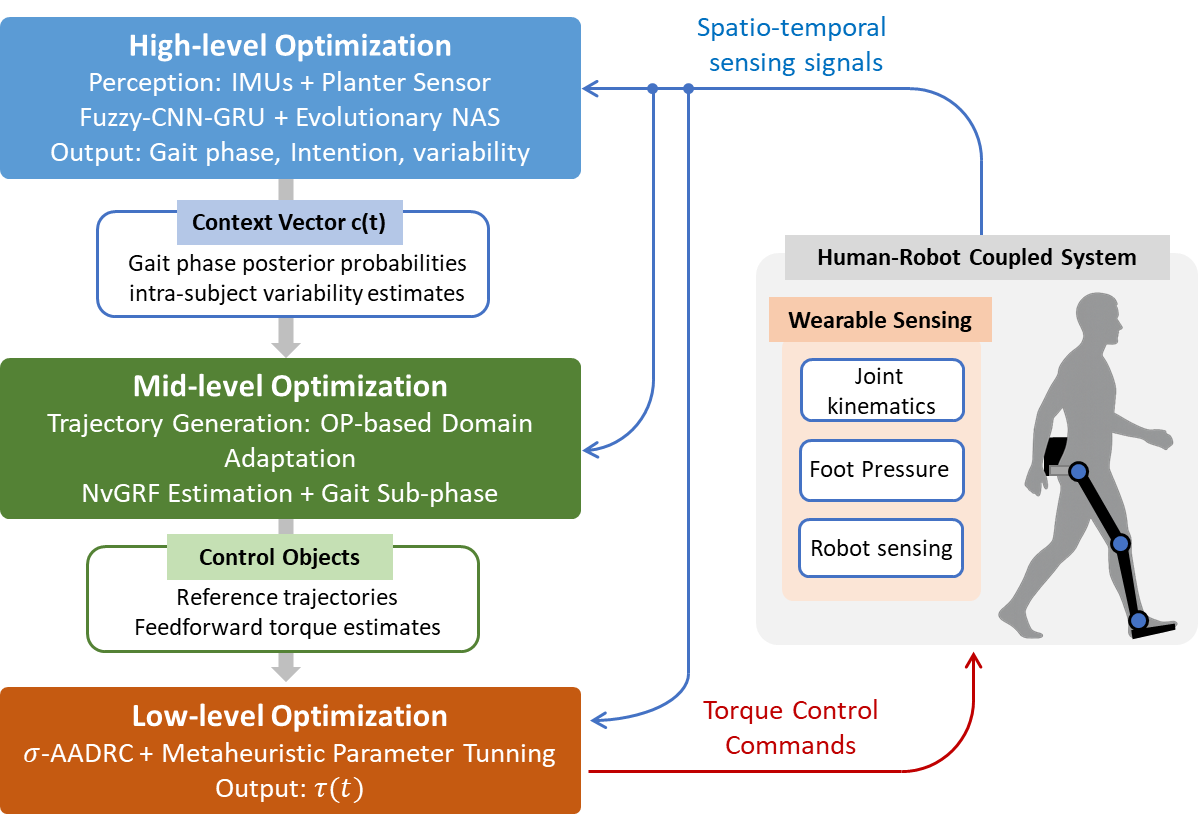 High-level Optimization
Perception: IMUs + Planter Sensor
Fuzzy-CNN-GRU + Evolutionary NAS
Output: Gait phase, Intention, variability
Context Vector c(t)
Gait phase posterior probabilities
intra-subject variability estimates
Mid-level Optimization
Trajectory Generation: OP-based Domain
Adaptation
NvGRF Estimation + Gait Sub-phase
Control Objects
Reference trajectories
Feedforward torque estimates
Low-level Optimization
σ-AADRC + Metaheuristic Parameter Tunning
Output: τ(t)
Spatio-temporal
sensing signals
Human-Robot Coupled System
Wearable Sensing
Joint
kinematics
Foot Pressure
Robot sensing
Torque Control
Commands